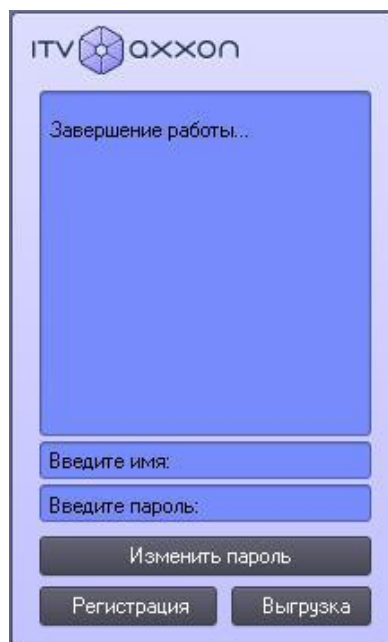 ITV AXXON
Завершение работы...
Введите имя:
Введите пароль:
Изменить пароль
Регистрация Выгрузка